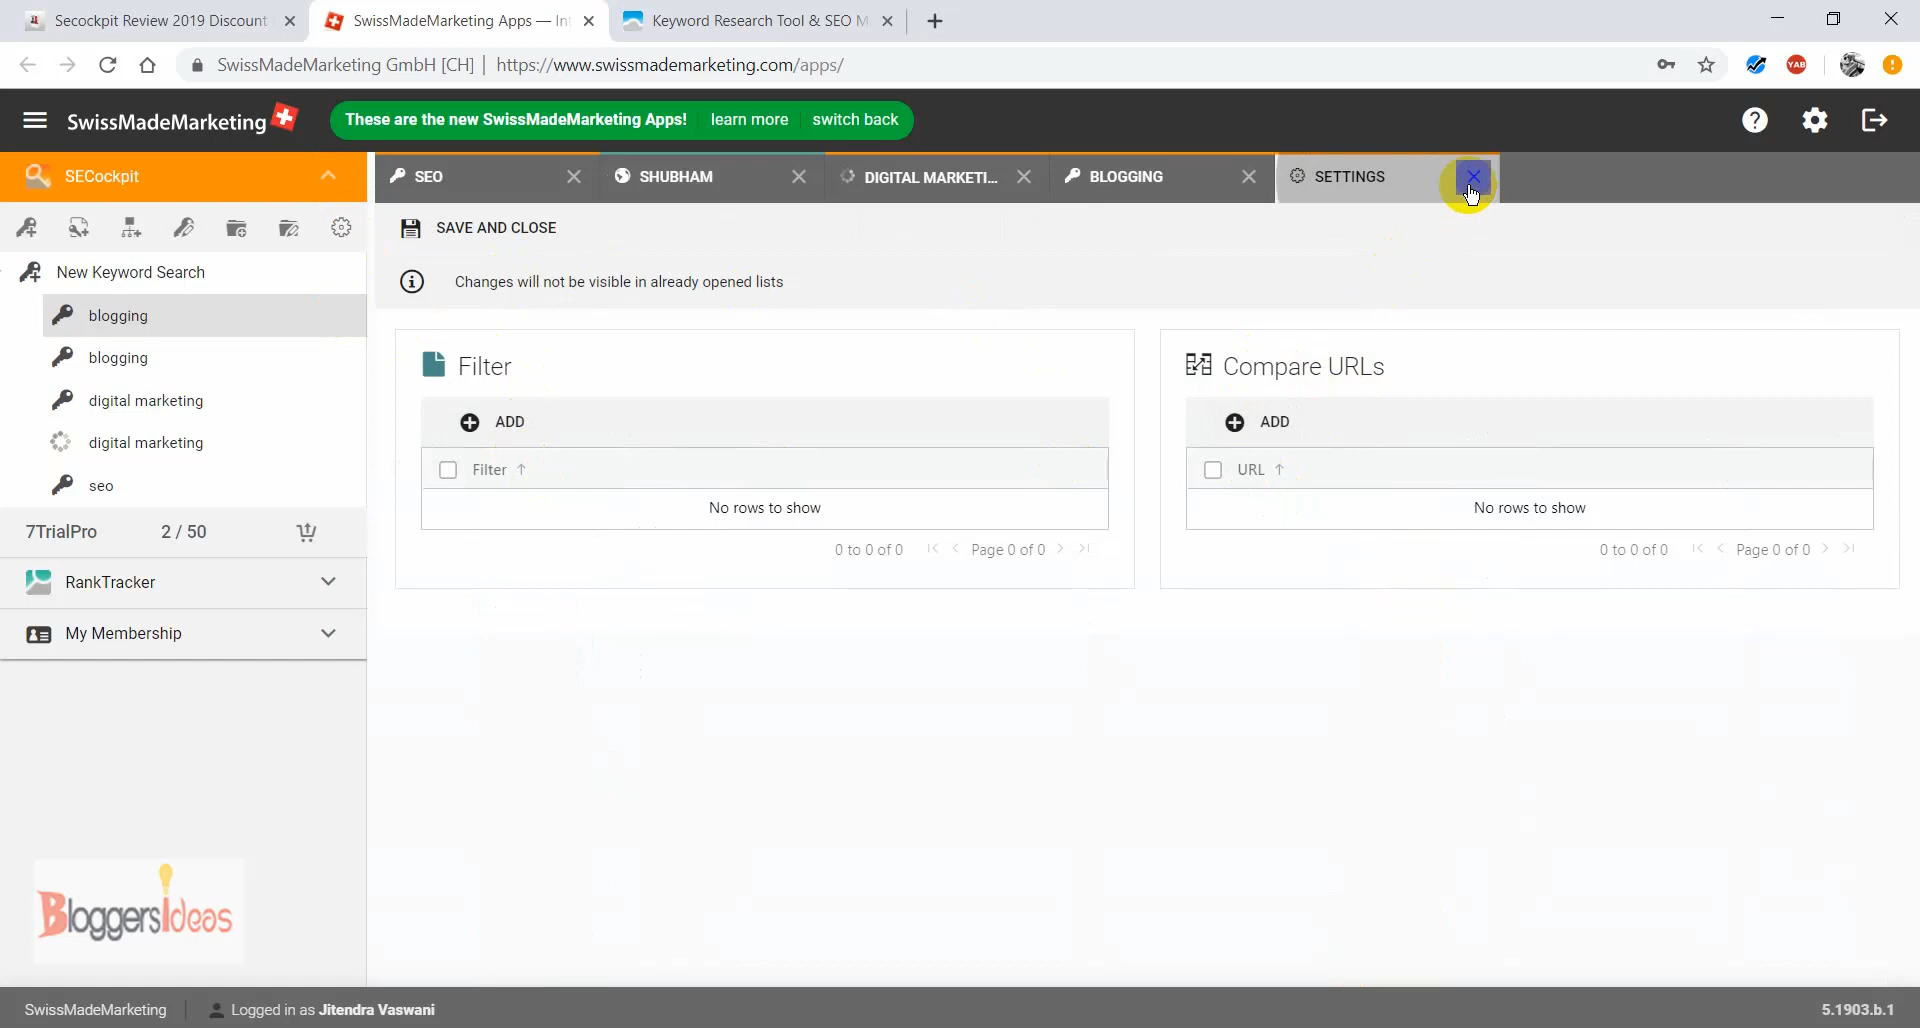 Secockpit Review 2019 Discount
SwissMadeMarketing Apps — Int
Keyword Research Tool & SEO M
SwissMadeMarketing GmbH [CH] | https://www.swissmademarketing.com/apps/
YAB
SwissMadeMarketing
These are the new SwissMadeMarketing Apps! learn more switch back
SECockpit
SEO
SHUBHAM
DIGITAL MARKETI...
BLOGGING
SETTINGS
SAVE AND CLOSE
Changes will not be visible in already opened lists
New Keyword Search
blogging
blogging
digital marketing
digital marketing
seo
7TrialPro 2 / 50
RankTracker
My Membership
Filter
ADD
Filter
No rows to show
0 to 0 of 0 Page 0 of 0
Compare URLs
ADD
URL
No rows to show
0 to 0 of 0 Page 0 of 0
BloggersIdeas
SwissMadeMarketing
Logged in as Jitendra Vaswani
5.1903.b.1